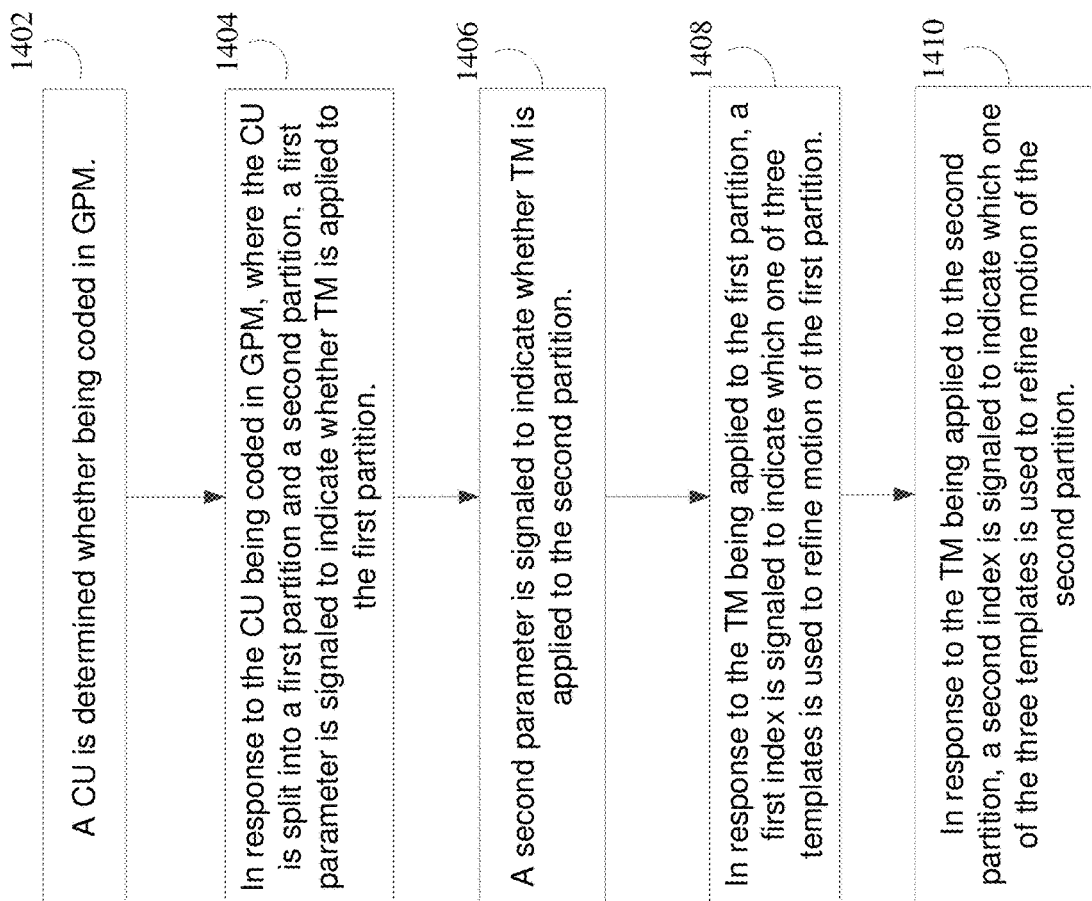 1402
A CU is determined whether being coded in GPM.
1404
In response to the CU being coded in GPM, where the CU
is split into a first partition and a second partition, a first
parameter is signaled to indicate whether TM is applied to
the first partition.
1406
A second parameter is signaled to indicate whether TM is
applied to the second partition.
1408
In response to the TM being applied to the first partition, a
first index is signaled to indicate which one of three
templates is used to refine motion of the first partition.
1410
In response to the TM being applied to the second
partition, a second index is signaled to indicate which one
of the three templates is used to refine motion of the
second partition.